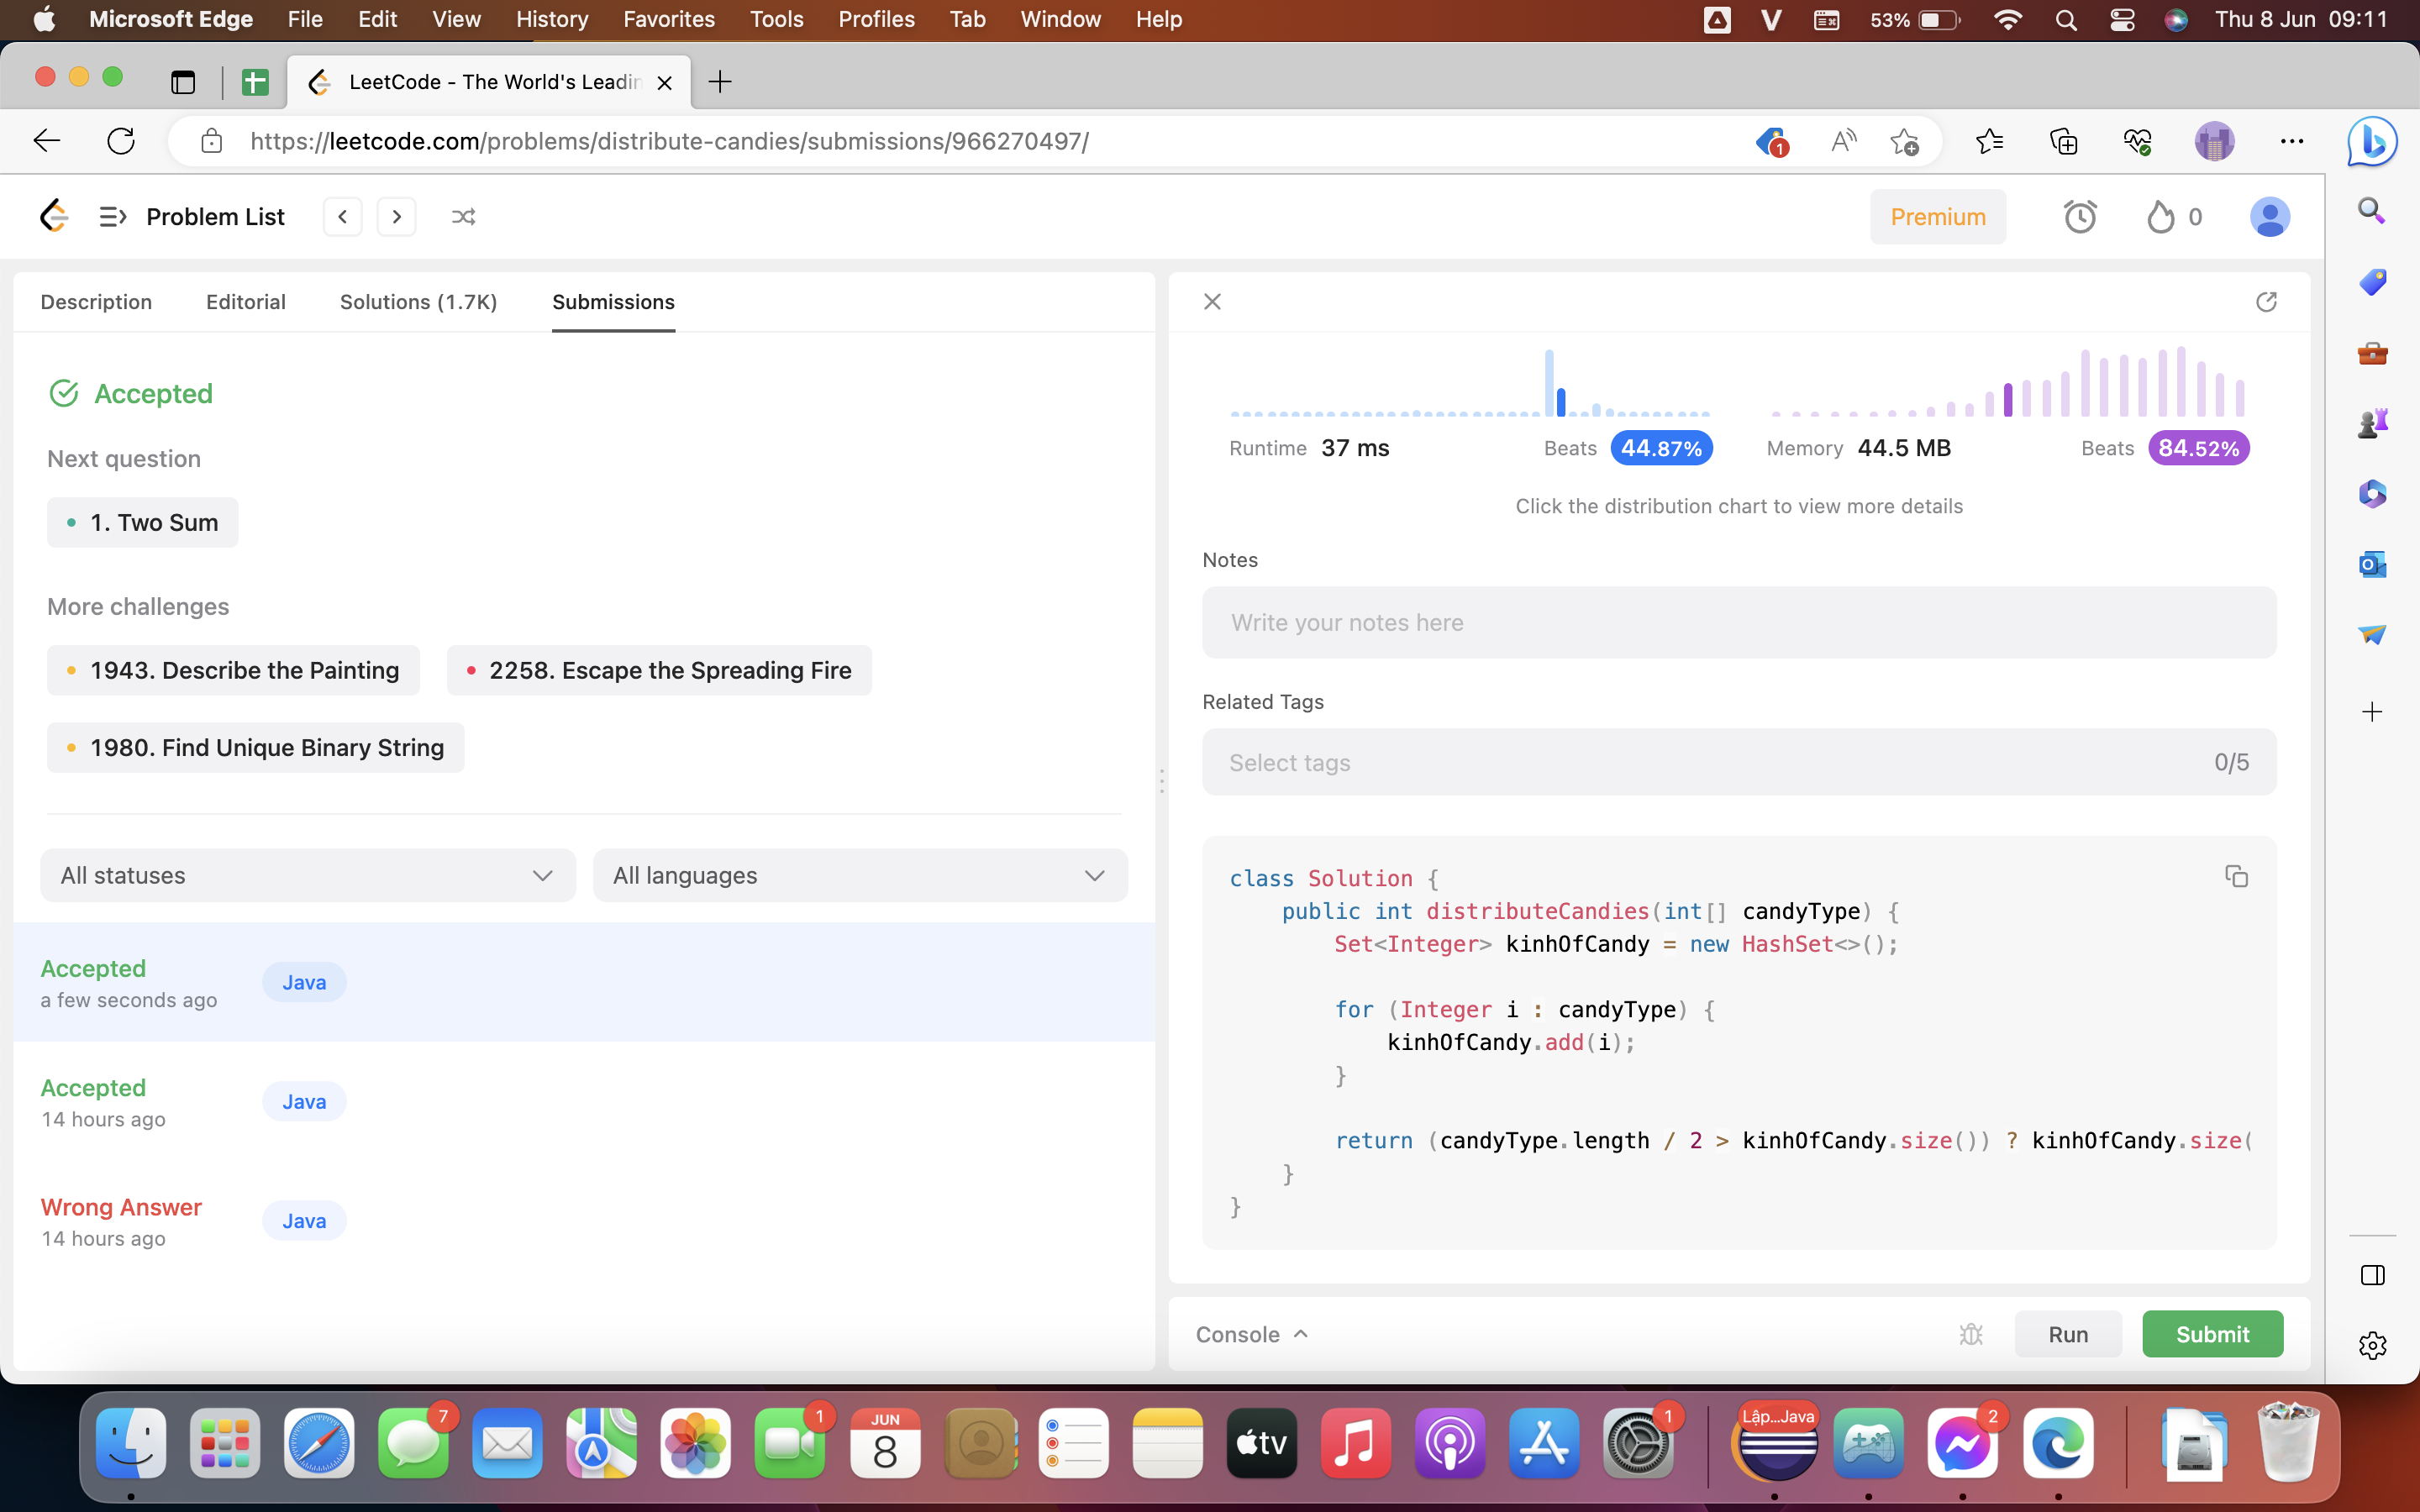 Microsoft Edge File Edit View History Favorites Tools Profiles Tab Window Help 53% Thu 8 Jun 09:11
LeetCode - The World's Leadin
https://leetcode.com/problems/distribute-candies/submissions/966270497/ 1
Problem List Premium 0
Description Editorial Solutions (1.7K) Submissions
Accepted
Next question
1. Two Sum
More challenges
1943. Describe the Painting 2258. Escape the Spreading Fire
1980. Find Unique Binary String
All statuses All languages
Accepted Java
a few seconds ago
Accepted Java
14 hours ago
Wrong Answer Java
14 hours ago
Runtime 37 ms Beats 44.87% Memory 44.5 MB Beats 84.52%
Click the distribution chart to view more details
Notes
Write your notes here
Related Tags
Select tags 0/5
class Solution {
public int distributeCandies(int[] candyType) {
Set<Integer> kinhOfCandy = new HashSet<>();
for (Integer i : candyType) {
kinhOfCandy.add(i);
}
return (candyType.length / 2 > kinhOfCandy.size()) ? kinhOfCandy.size(
}
}
Console Run Submit
7 1 JUN 8 tv 1 Lập...Java 2